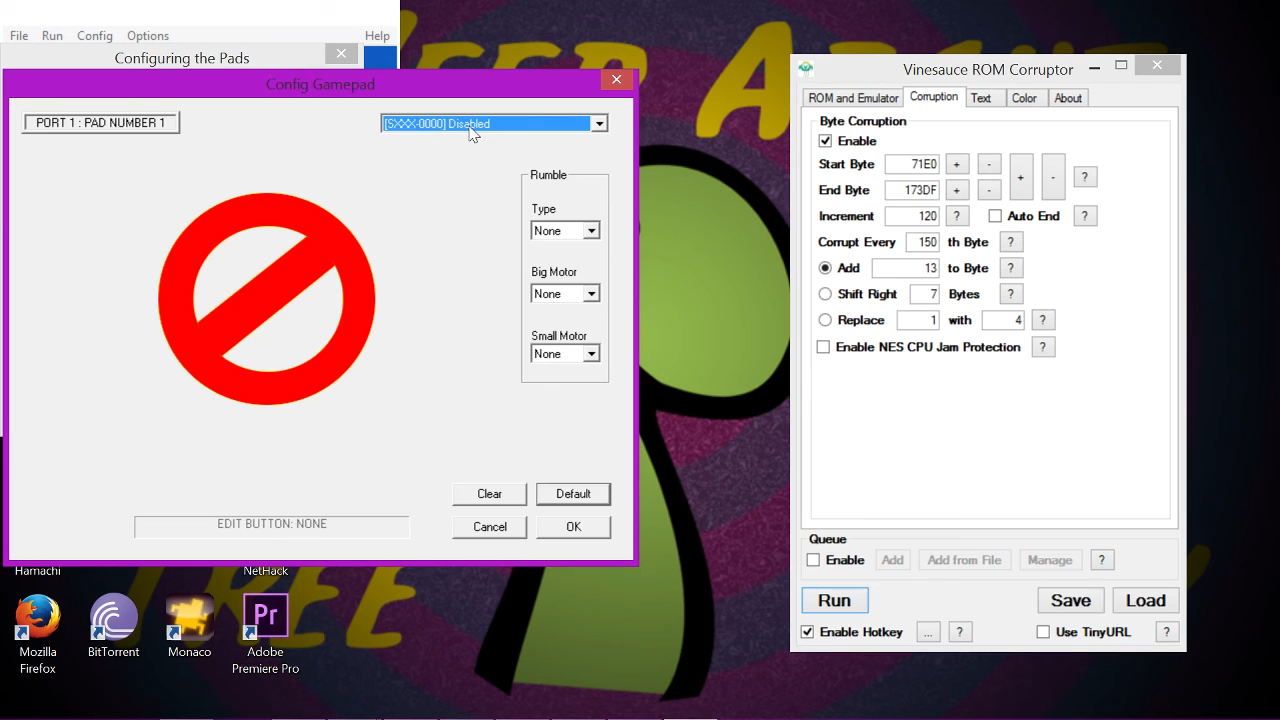 File Run Config Options Help
Configuring the Pads
Config Gamepad
PORT 1 : PAD NUMBER 1
[SXXX-0000] Disabled
Rumble
Type
None
Big Motor
None
Small Motor
None
Clear Default
EDIT BUTTON: NONE
Cancel OK
Hamachi NetHack
Mozilla Firefox
BitTorrent
Monaco
Pr
Adobe Premiere Pro
Vinesauce ROM Corruptor
ROM and Emulator Corruption Text Color About
Byte Corruption
Enable
Start Byte 71E0 + - + - ?
End Byte 173DF + -
Increment 120 ? Auto End ?
Corrupt Every 150 th Byte ?
Add 13 to Byte ?
Shift Right 7 Bytes ?
Replace 1 with 4 ?
Enable NES CPU Jam Protection ?
Queue
Enable Add Add from File Manage ?
Run Save Load
Enable Hotkey ... ? Use TinyURL ?